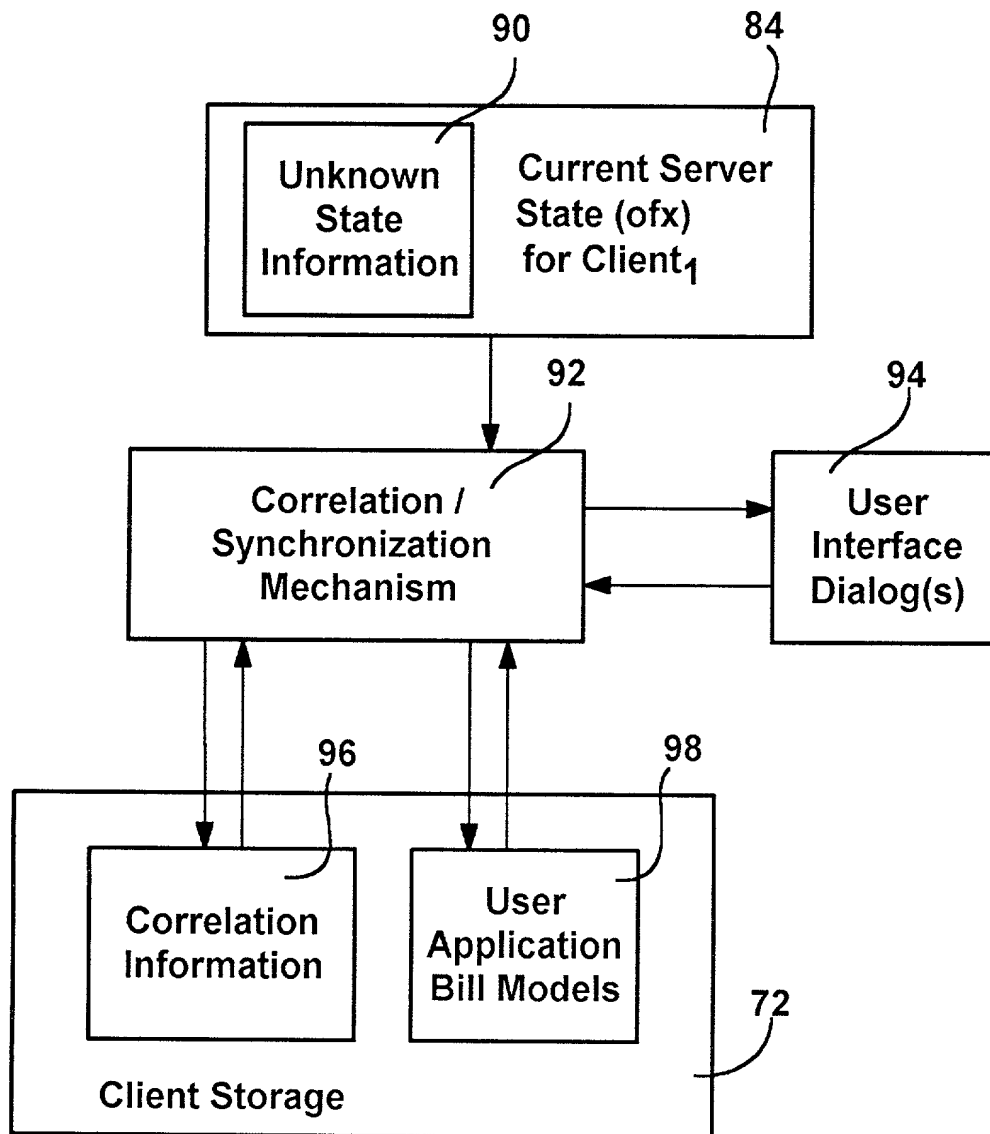 90
84
Unknown
State
Information
Current Server
State (ofx)
for Client1
92
94
Correlation /
Synchronization
Mechanism
User
Interface
Dialog(s)
96
98
Correlation
Information
User
Application
Bill Models
72
Client Storage